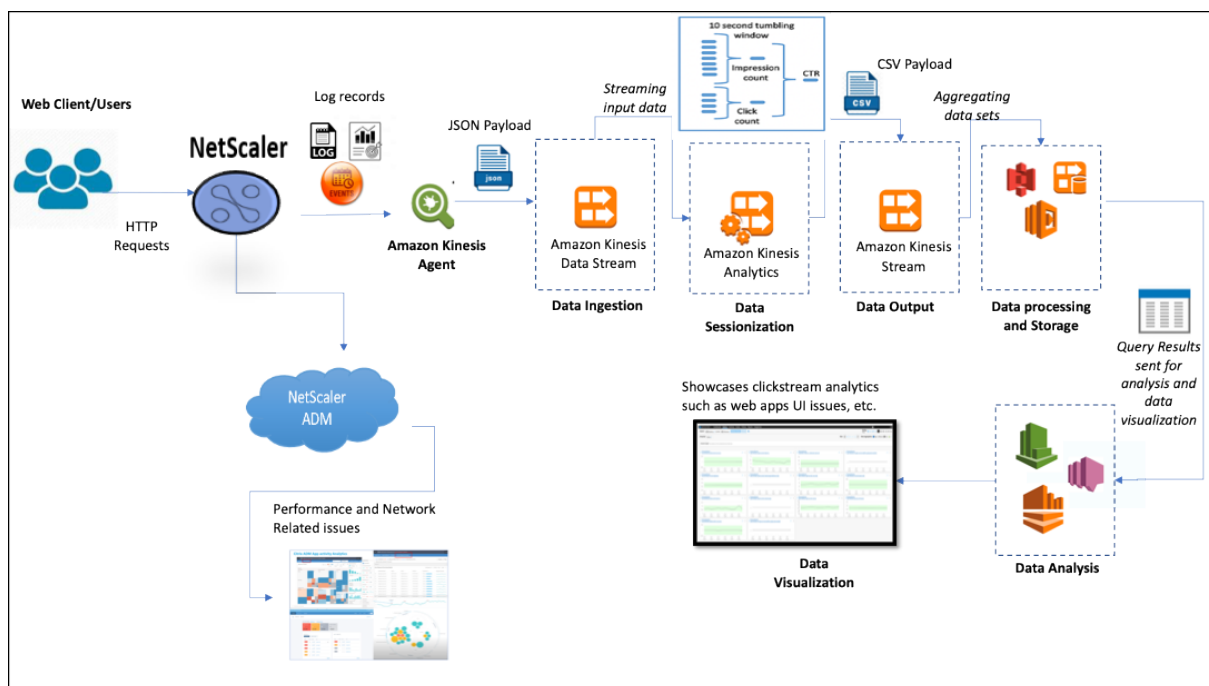 10 second tumbling
window
Impression
count
CTR
Click
count
CSV Payload
CSV
Web Client/Users
Log records
LOG
EVENTS
NetScaler
JSON Payload
json
Streaming
input data
Aggregating
data sets
HTTP
Requests
Amazon Kinesis
Agent
Amazon Kinesis
Data Stream
Data Ingestion
Amazon Kinesis
Analytics
Data
Sessionization
Amazon Kinesis
Stream
Data Output
Data processing
and Storage
Query Results
sent for
analysis and
data
visualization
NetScaler
ADM
Showcases clickstream analytics
such as web apps UI issues, etc.
Performance and Network
Related issues
Data
Visualization
Data Analysis